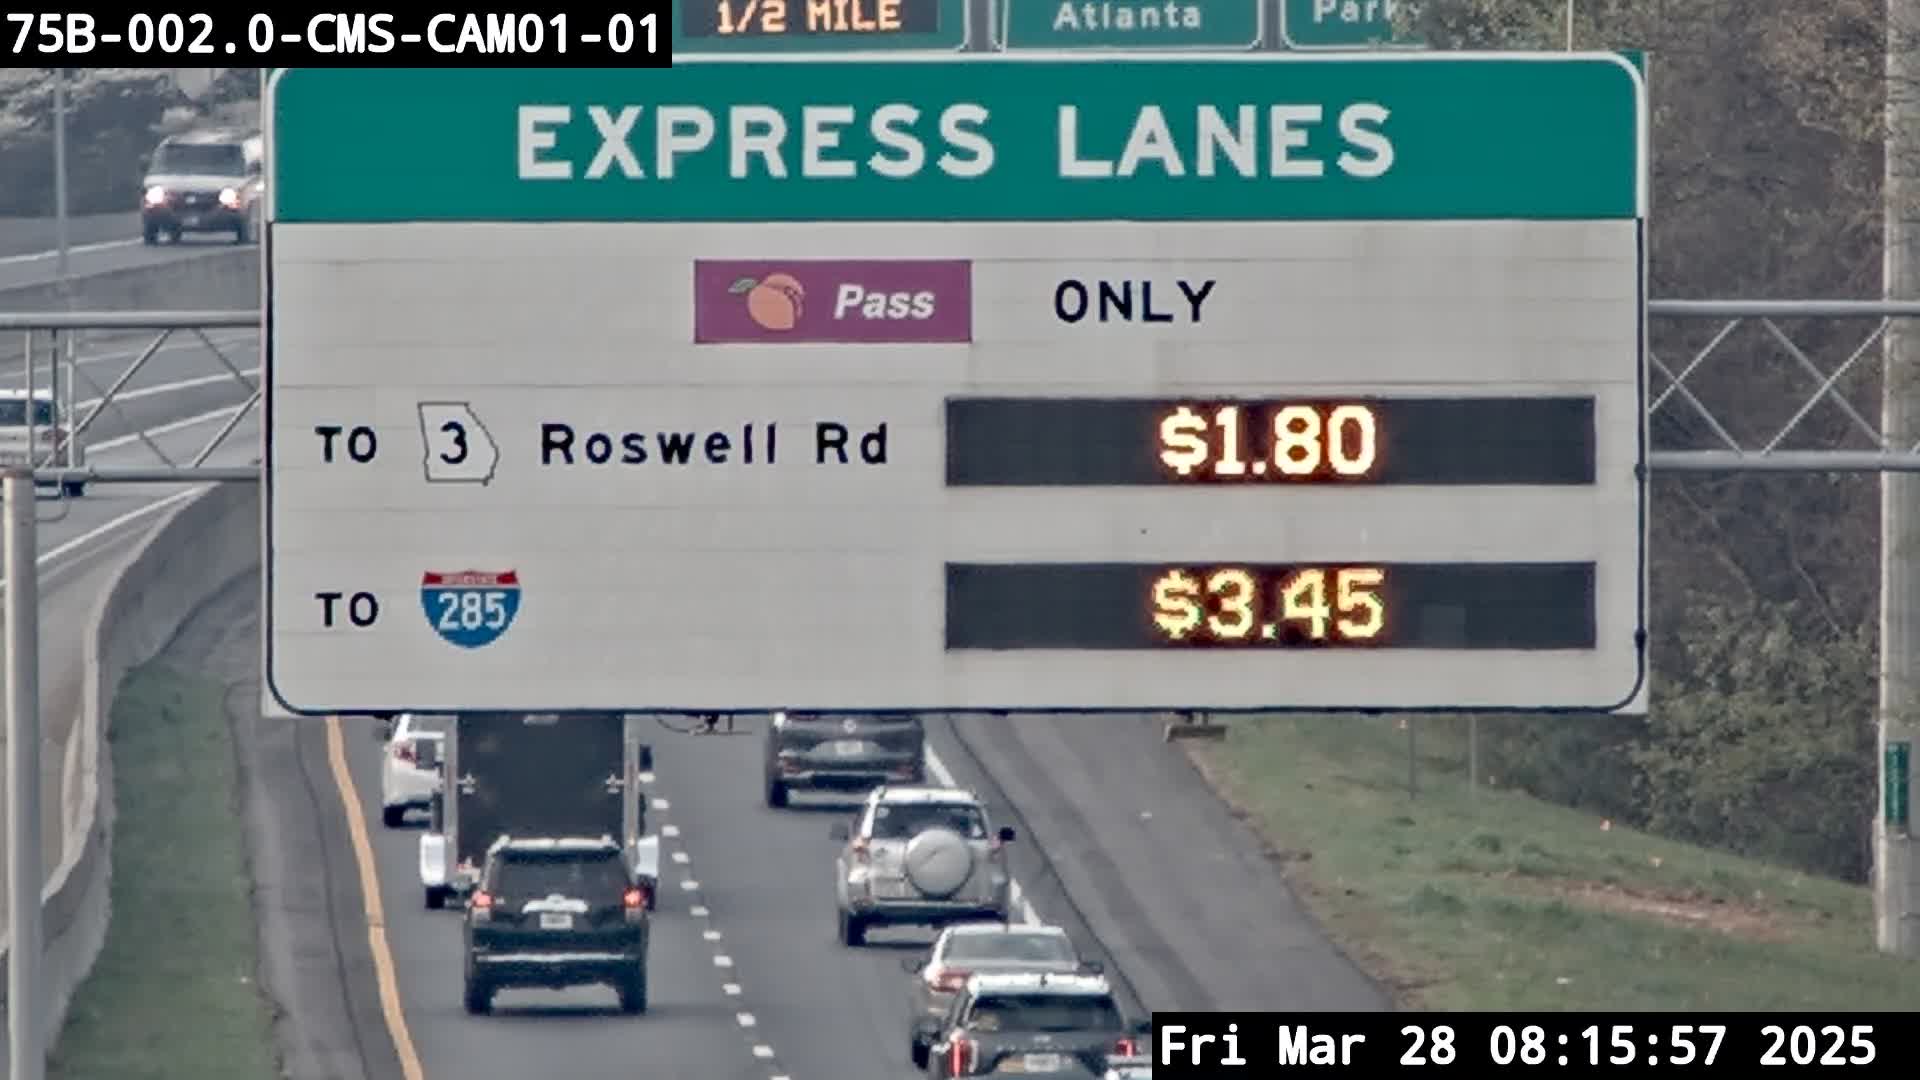 75B-002.0-CMS-CAM01-01
1/2 MILE
Atlanta
EXPRESS LANES
Pass ONLY
TO 3 Roswell Rd $1.80
TO 285 $3.45
Fri Mar 28 08:15:57 2025